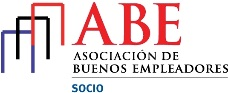 ABE
ASOCIACIÓN DE
BUENOS EMPLEADORES
SOCIO